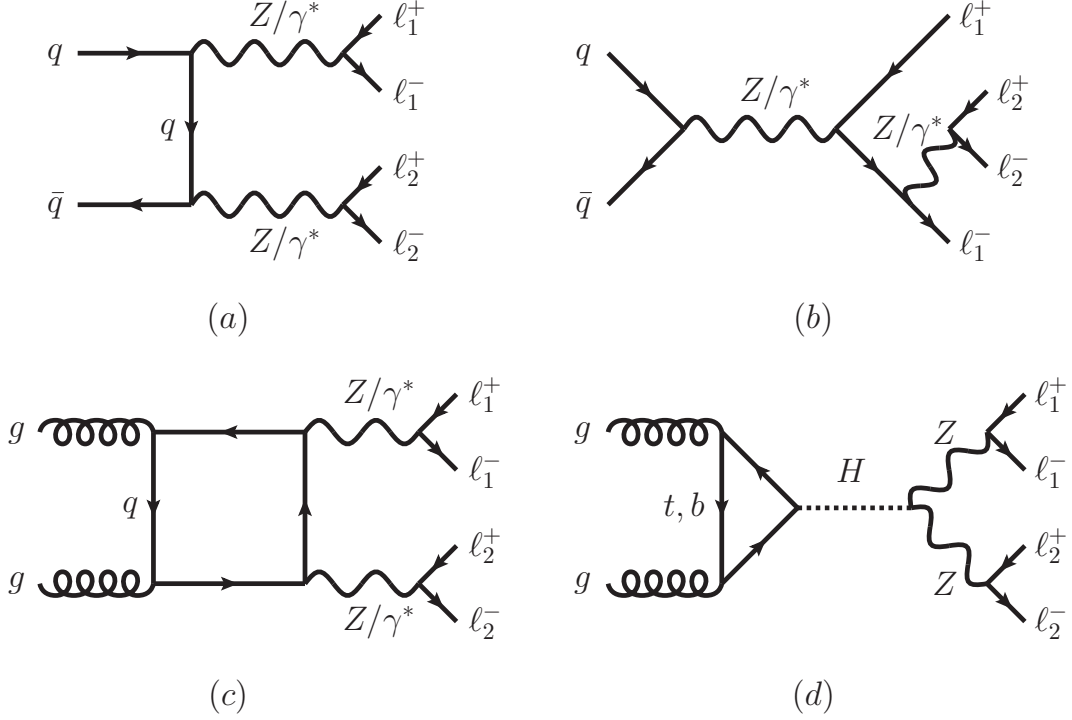 q
q̄
q
Z/γ*
Z/γ*
ℓ₁⁺
ℓ₁⁻
ℓ₂⁺
ℓ₂⁻
(a)
q
q̄
Z/γ*
Z/γ*
ℓ₁⁺
ℓ₂⁺
ℓ₂⁻
ℓ₁⁻
(b)
g
g
q
Z/γ*
Z/γ*
ℓ₁⁺
ℓ₁⁻
ℓ₂⁺
ℓ₂⁻
(c)
g
g
t, b
H
Z
Z
ℓ₁⁺
ℓ₁⁻
ℓ₂⁺
ℓ₂⁻
(d)